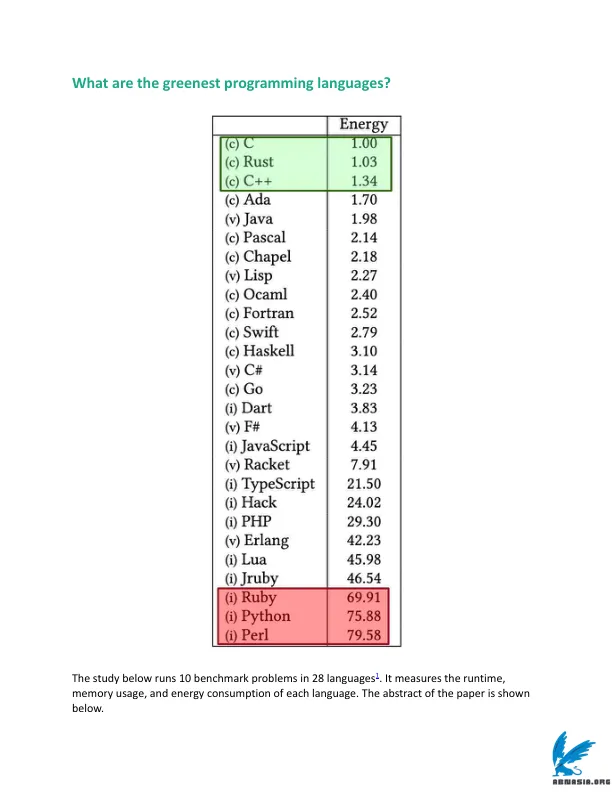 What are the greenest programming languages?
Energy
(c) C 1.00
(c) Rust 1.03
(c) C++ 1.34
(c) Ada 1.70
(v) Java 1.98
(c) Pascal 2.14
(c) Chapel 2.18
(v) Lisp 2.27
(c) Ocaml 2.40
(c) Fortran 2.52
(c) Swift 2.79
(c) Haskell 3.10
(v) C# 3.14
(c) Go 3.23
(i) Dart 3.83
(v) F# 4.13
(i) JavaScript 4.45
(v) Racket 7.91
(i) TypeScript 21.50
(i) Hack 24.02
(i) PHP 29.30
(v) Erlang 42.23
(i) Lua 45.98
(i) Jruby 46.54
(i) Ruby 69.91
(i) Python 75.88
(i) Perl 79.58
The study below runs 10 benchmark problems in 28 languages1. It measures the runtime,
memory usage, and energy consumption of each language. The abstract of the paper is shown
below.
ABNASIA.ORG